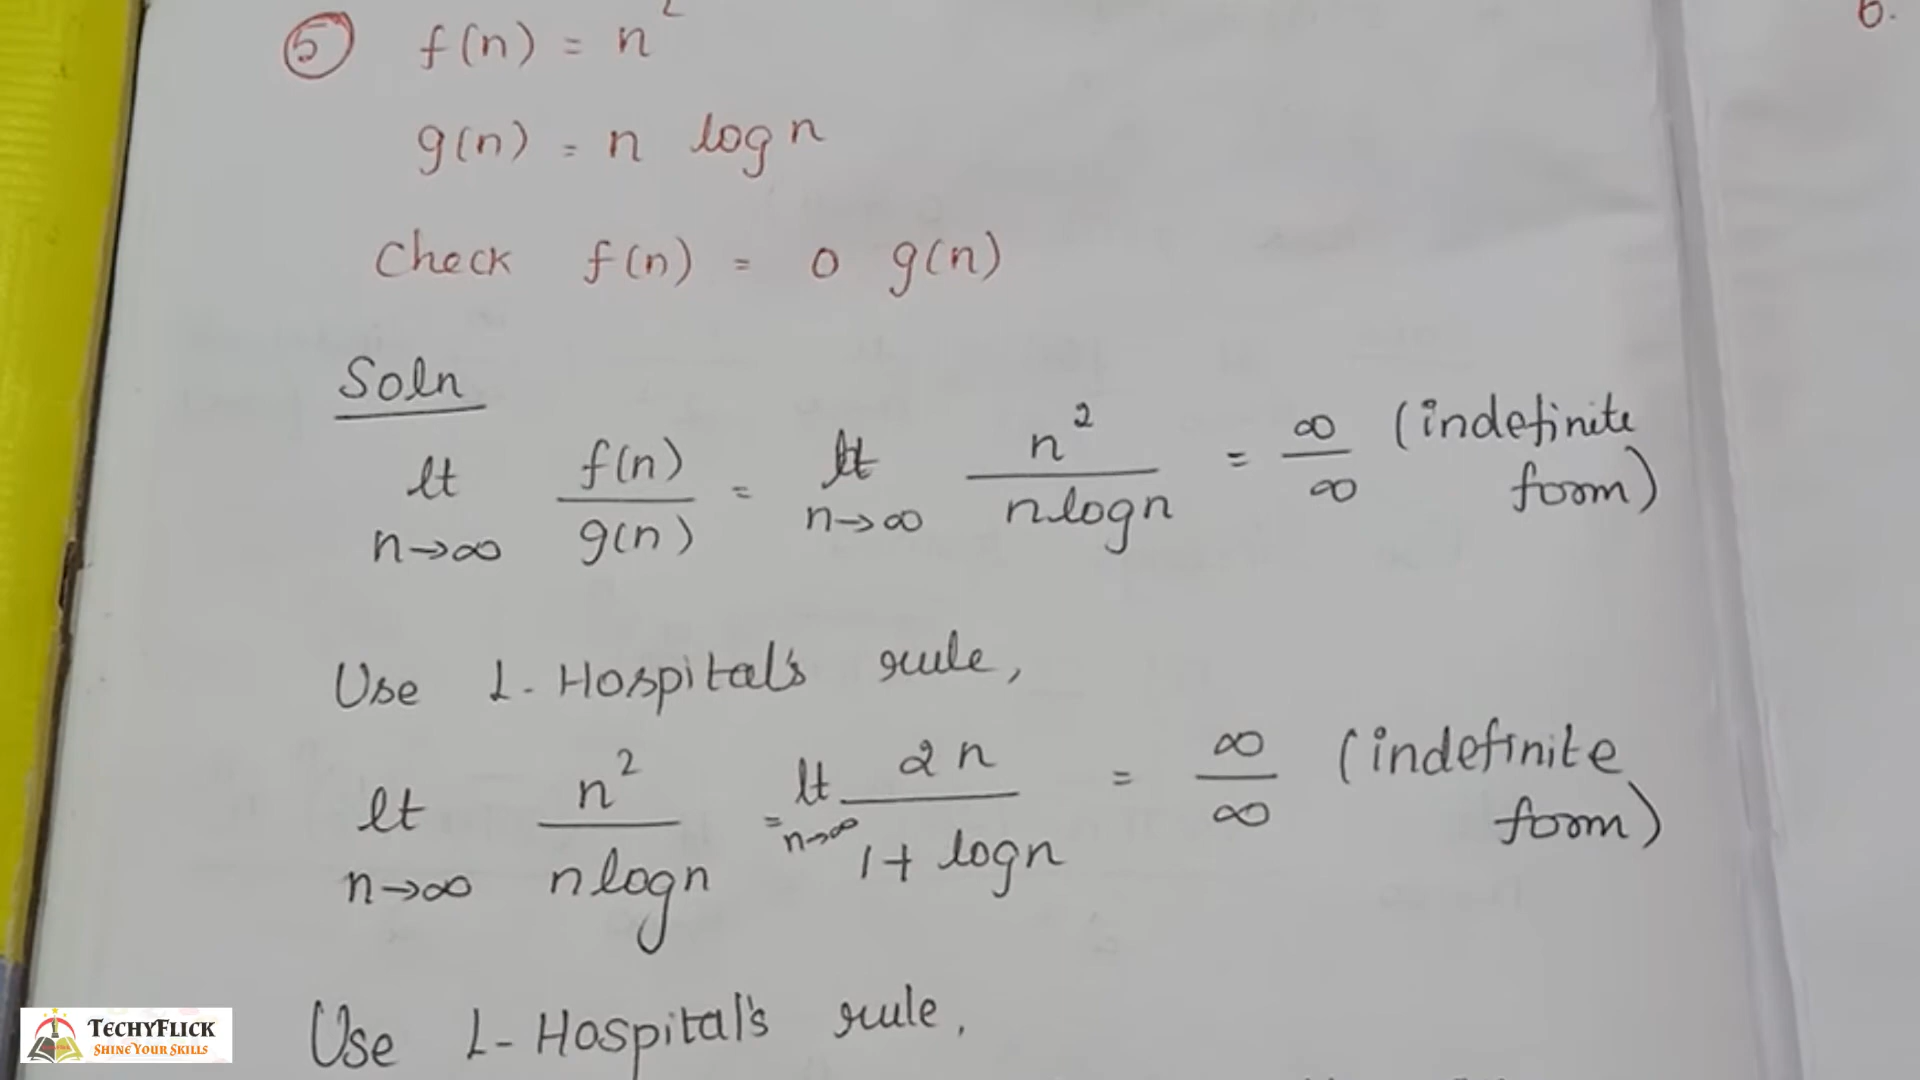 5 f(n) = n²
g(n) = n log n
Check f(n) = o g(n)
Soln
lt n→∞ f(n)/g(n) = lt n→∞ n²/nlogn = ∞/∞ (indefinite form)
Use L-Hospital's rule,
lt n→∞ n²/nlogn = lt n→∞ 2n/1+logn = ∞/∞ (indefinite form)
Use L-Hospital's rule,
6.
TECHYFLICK
SHINE YOUR SKILLS